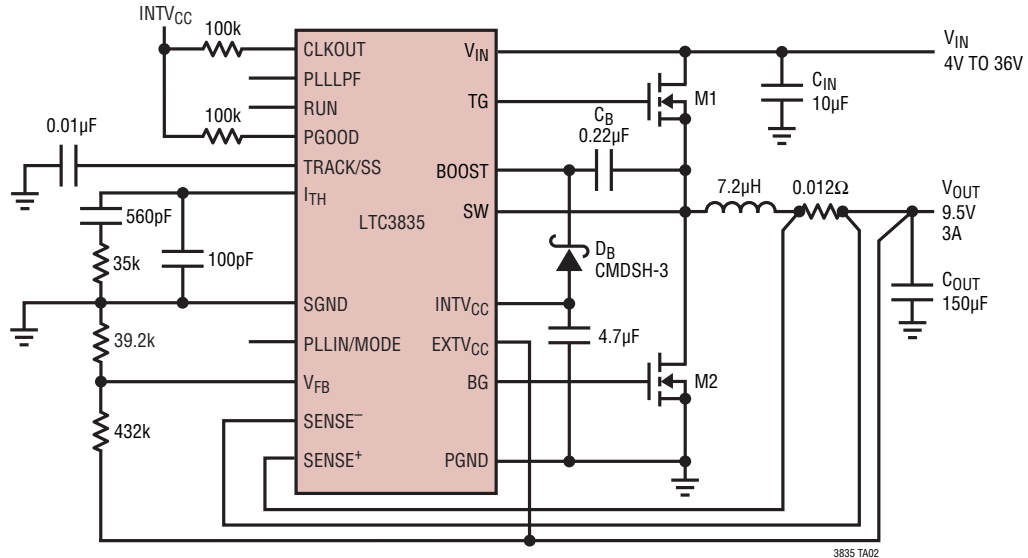 INTVCC
100k
CLKOUT
VIN
VIN
4V TO 36V
PLLLPF
CIN
10µF
TG
M1
RUN
CB
0.22µF
100k
PGOOD
0.01µF
TRACK/SS
BOOST
ITH
7.2µH
0.012Ω
VOUT
9.5V
3A
SW
560pF
LTC3835
DB
CMDSH-3
35k
100pF
COUT
150µF
SGND
INTVCC
39.2k
4.7µF
PLLIN/MODE
EXTVCC
VFB
BG
M2
432k
SENSE–
SENSE+
PGND
3835 TA02